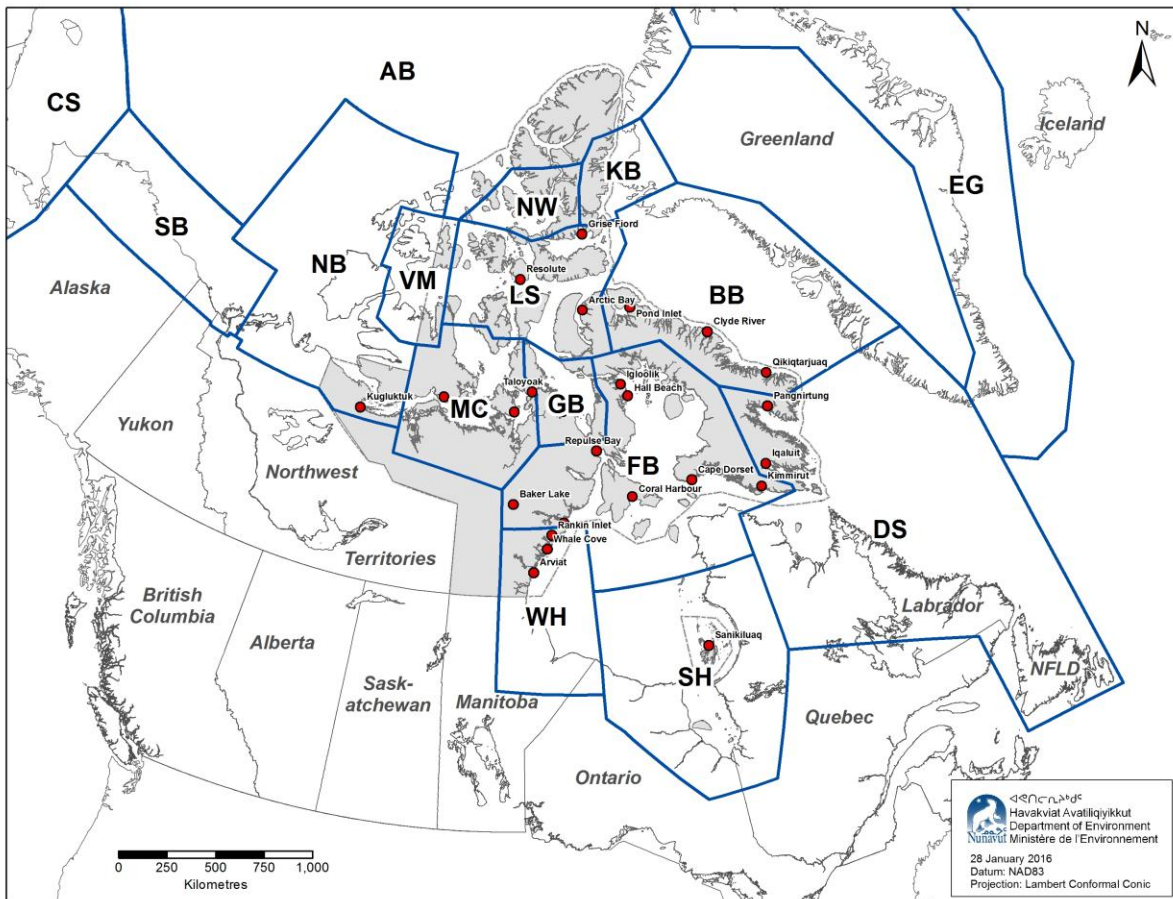 N
AB
CS
Greenland
Iceland
KB
EG
NW
Grise Fiord
SB
NB
VM
Alaska
Resolute
LS
BB
Arctic Bay
Pond Inlet
Clyde River
Qikiqtarjuaq
Igloolik
Hall Beach
Taloyoak
Kugluktuk
MC
GB
Pangnirtung
Yukon
Repulse Bay
Iqaluit
Northwest
FB
Cape Dorset
Kimmirut
Baker Lake
Coral Harbour
Rankin Inlet
Whale Cove
DS
Territories
Arviat
British
Columbia
Labrador
WH
Alberta
Sanikiluaq
NFLD
SH
Sask-
atchewan
Manitoba
Quebec
Ontario
0 250 500 750 1,000
Kilometres
Nunavut
Havakviat Avatiliqiyikkut
Department of Environment
Ministère de l'Environnement
28 January 2016
Datum: NAD83
Projection: Lambert Conformal Conic